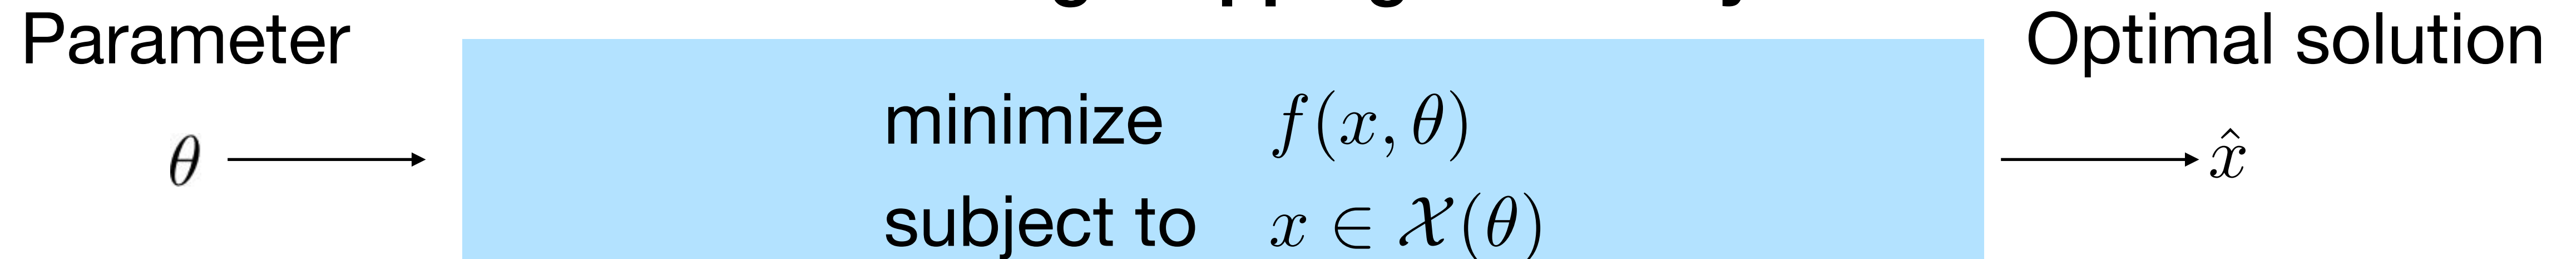 Parameter
Optimal solution
minimize f(x, θ)
θ
x̂
subject to x ∈ 𝒳(θ)